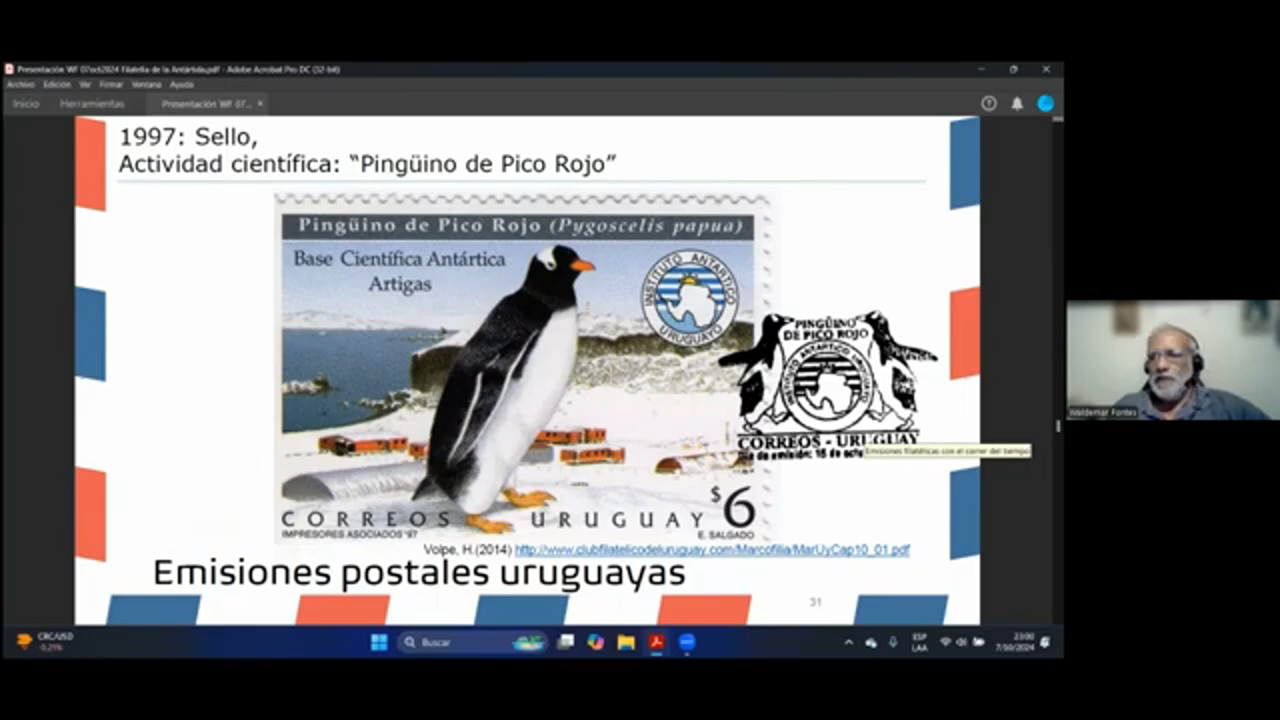 Presentación WF 07oct2024 Filatelia de la Antártida.pdf - Adobe Acrobat Pro DC (32-bit)
Archivo Edición Ver Firmar Ventana Ayuda
Inicio Herramientas Presentación WF 07... ×
1997: Sello,
Actividad científica: “Pingüino de Pico Rojo”
Pingüino de Pico Rojo (Pygoscelis papua)
Base Científica Antártica
Artigas
INSTITUTO ANTARTICO
URUGUAYO
PINGÜINO
DE PICO ROJO
INSTITUTO ANTARTICO URUGUAYO
CORREOS - URUGUAY
Día de emisión: 15 de
Emisiones filatélicas con el correr del tiempo
$6
CORREOS URUGUAY
IMPRESORES ASOCIADOS '97
E. SALGADO
Volpe, H.(2014) http://www.clubfilatelicodeluruguay.com/Marcofilia/MarUyCap10_01.pdf
Emisiones postales uruguayas
31
Waldemar Fontes
CRC/USD
-0.21%
Buscar
ESP
LAA
23:00
7/10/2024